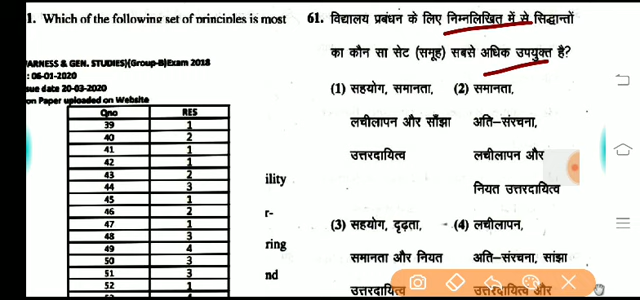 1. Which of the following set of principles is most
ARNESS & GEN. STUDIES)(Group-B)Exam 2018
: 06-01-2020
sue date 20-03-2020
on Paper uploaded on Website
Qno RES
39 1
40 2
41 1
42 1
43 2
44 3
45 1
46 2
47 1
48 3
49 4
50 3
51 3
52 1
ility
r-
ring
nd
61. विद्यालय प्रबंधन के लिए निम्नलिखित में से सिद्धान्तों
का कौन सा सेट (समूह) सबसे अधिक उपयुक्त है?
(1) सहयोग, समानता,
लचीलापन और साँझा
उत्तरदायित्व
(2) समानता,
अति–संरचना,
लचीलापन और
नियत उत्तरदायित्व
(3) सहयोग, दृढ़ता,
समानता और नियत
उत्तरदायित्व
(4) लचीलापन,
अति–संरचना, सांझा
उत्तरदायित्व और